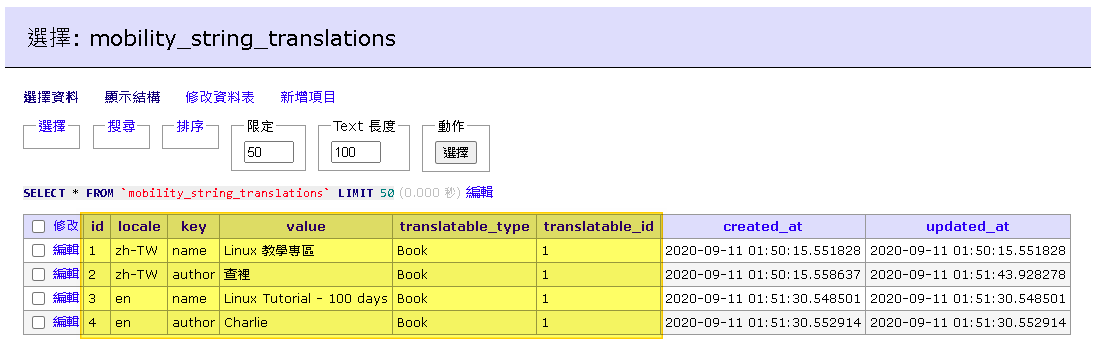 選擇: mobility_string_translations
選擇資料 顯示結構 修改資料表 新增項目
選擇 搜尋 排序 限定 Text 長度 動作
50 100 選擇
SELECT * FROM `mobility_string_translations` LIMIT 50 (0.000 秒) 編輯
修改 id locale key value translatable_type translatable_id created_at updated_at
編輯 1 zh-TW name Linux 教學專區 Book 1 2020-09-11 01:50:15.551828 2020-09-11 01:50:15.551828
編輯 2 zh-TW author 查裡 Book 1 2020-09-11 01:50:15.558637 2020-09-11 01:51:43.928278
編輯 3 en name Linux Tutorial - 100 days Book 1 2020-09-11 01:51:30.548501 2020-09-11 01:51:30.548501
編輯 4 en author Charlie Book 1 2020-09-11 01:51:30.552914 2020-09-11 01:51:30.552914